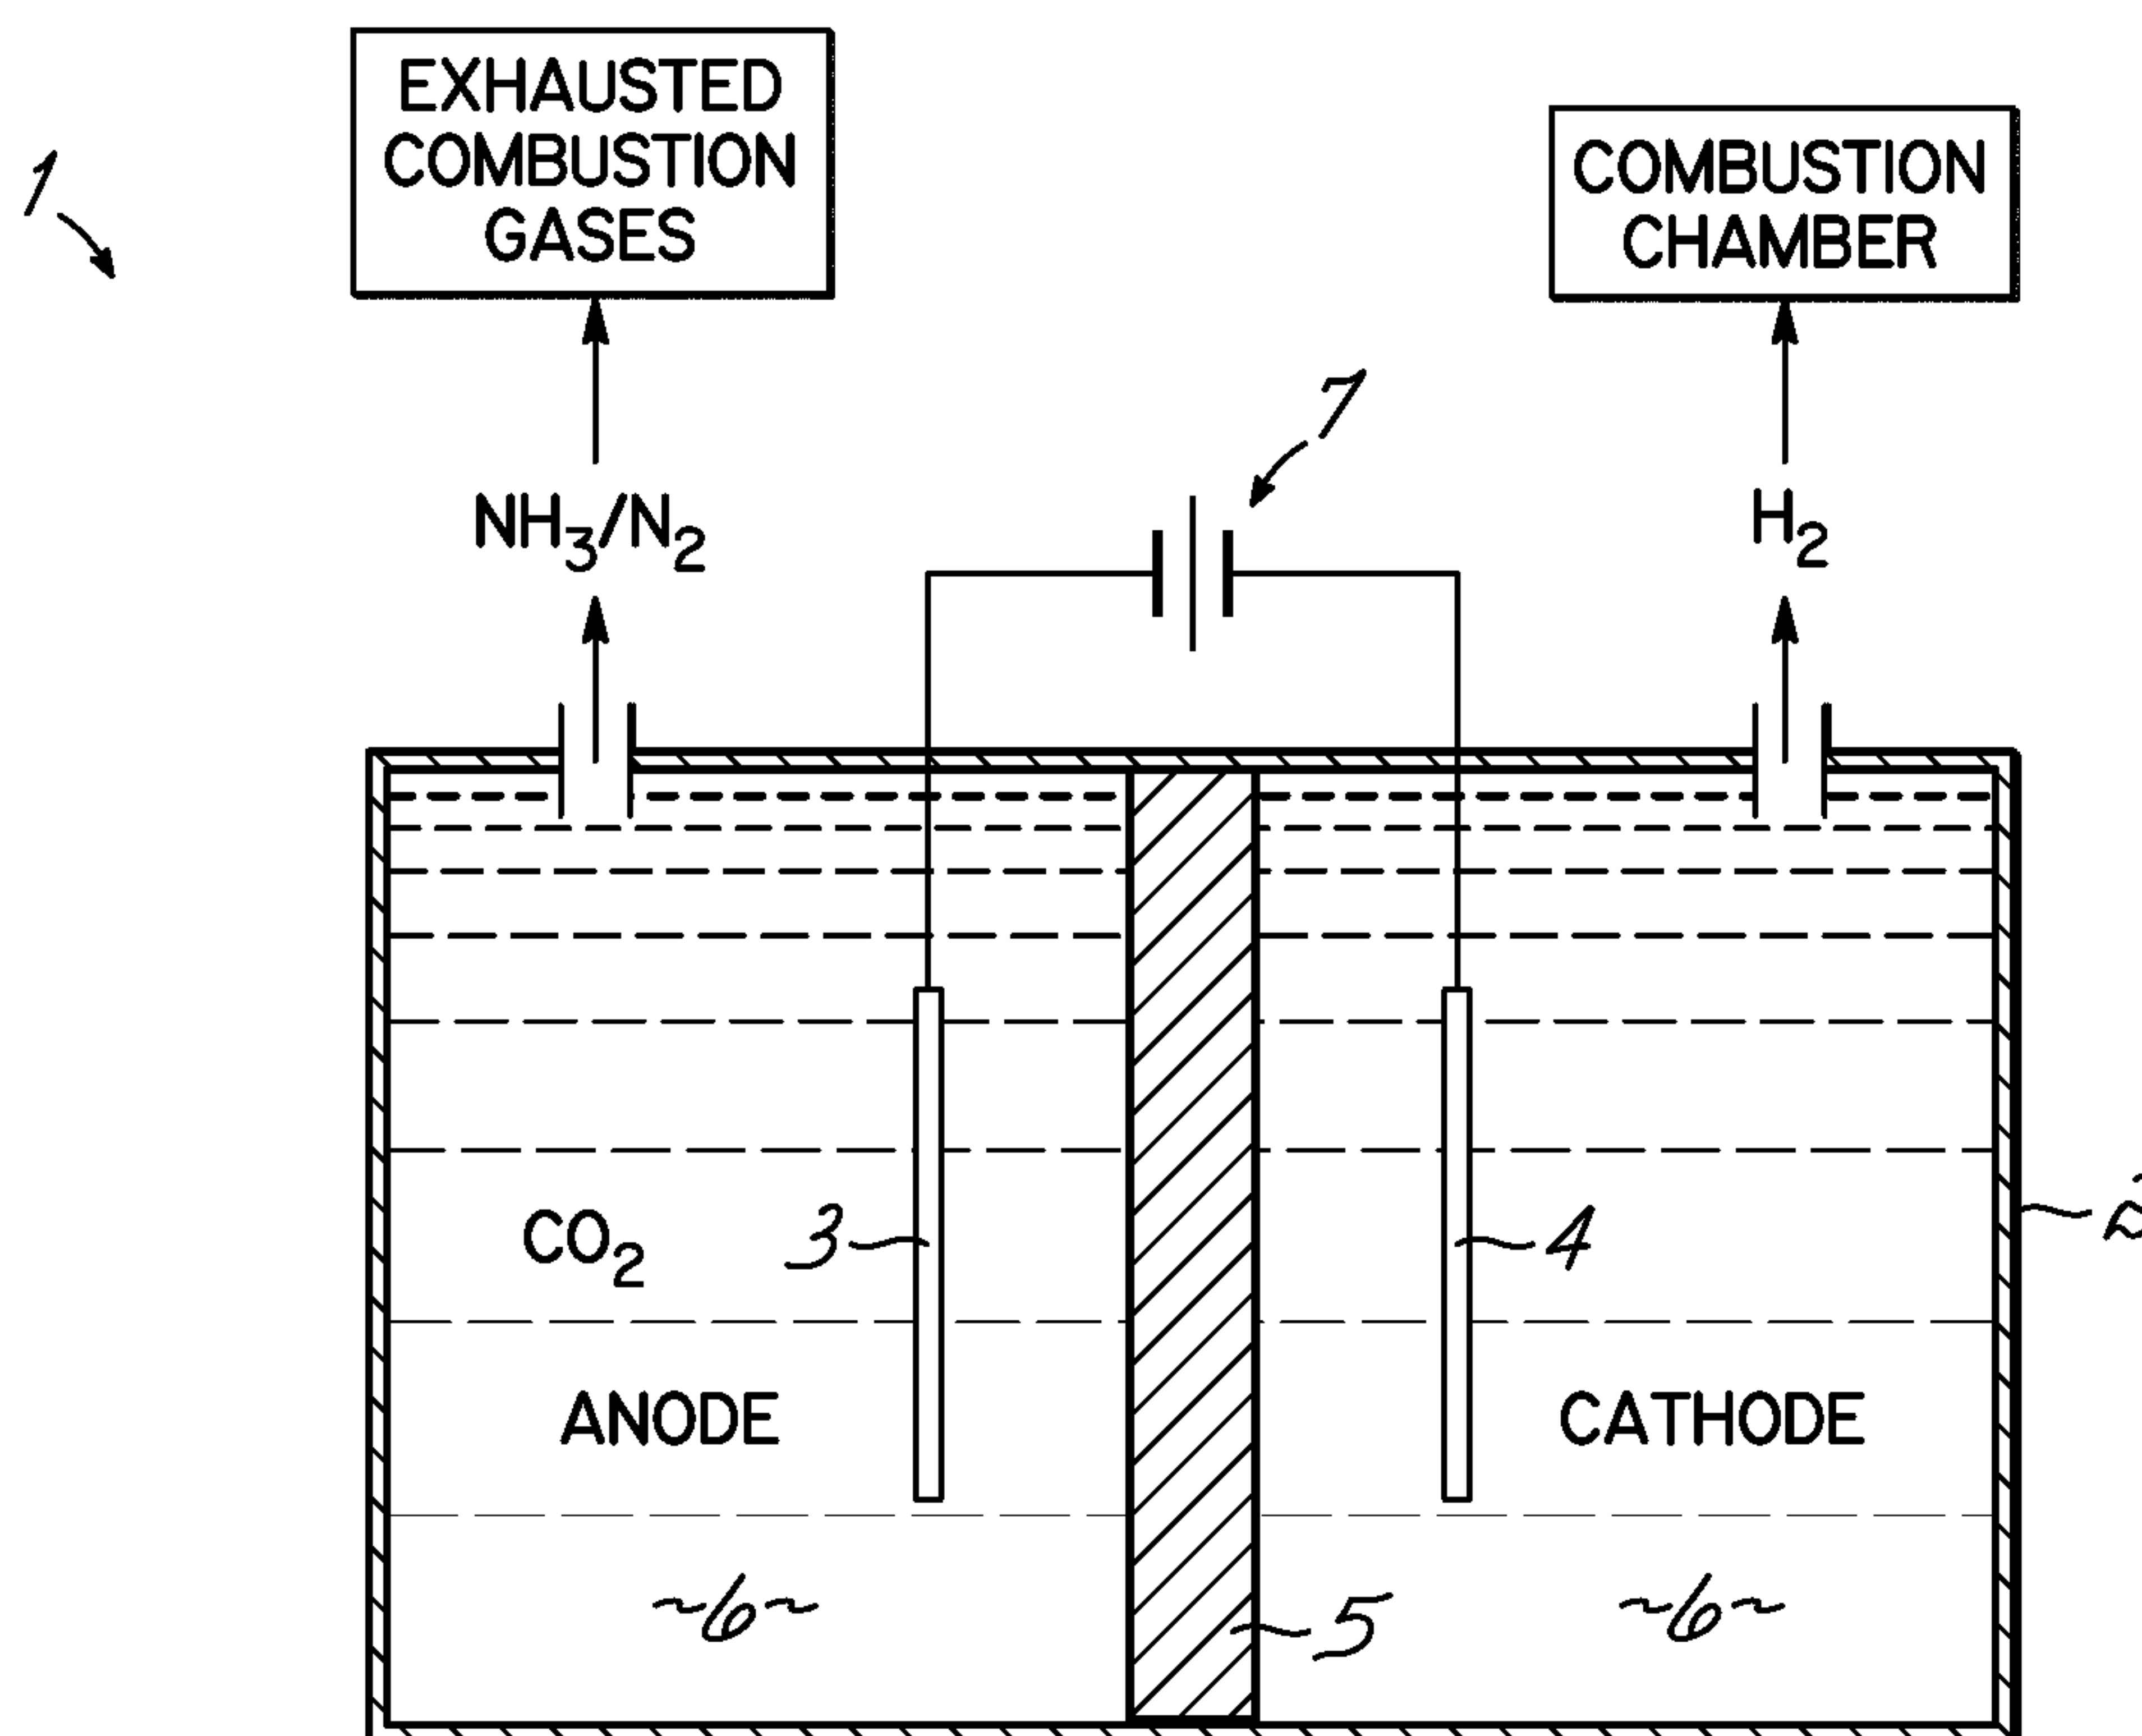 EXHAUSTED
COMBUSTION
GASES
COMBUSTION
CHAMBER
1
7
NH₃/N₂
H₂
2
CO₂
3
4
ANODE
CATHODE
~6~
5
~6~